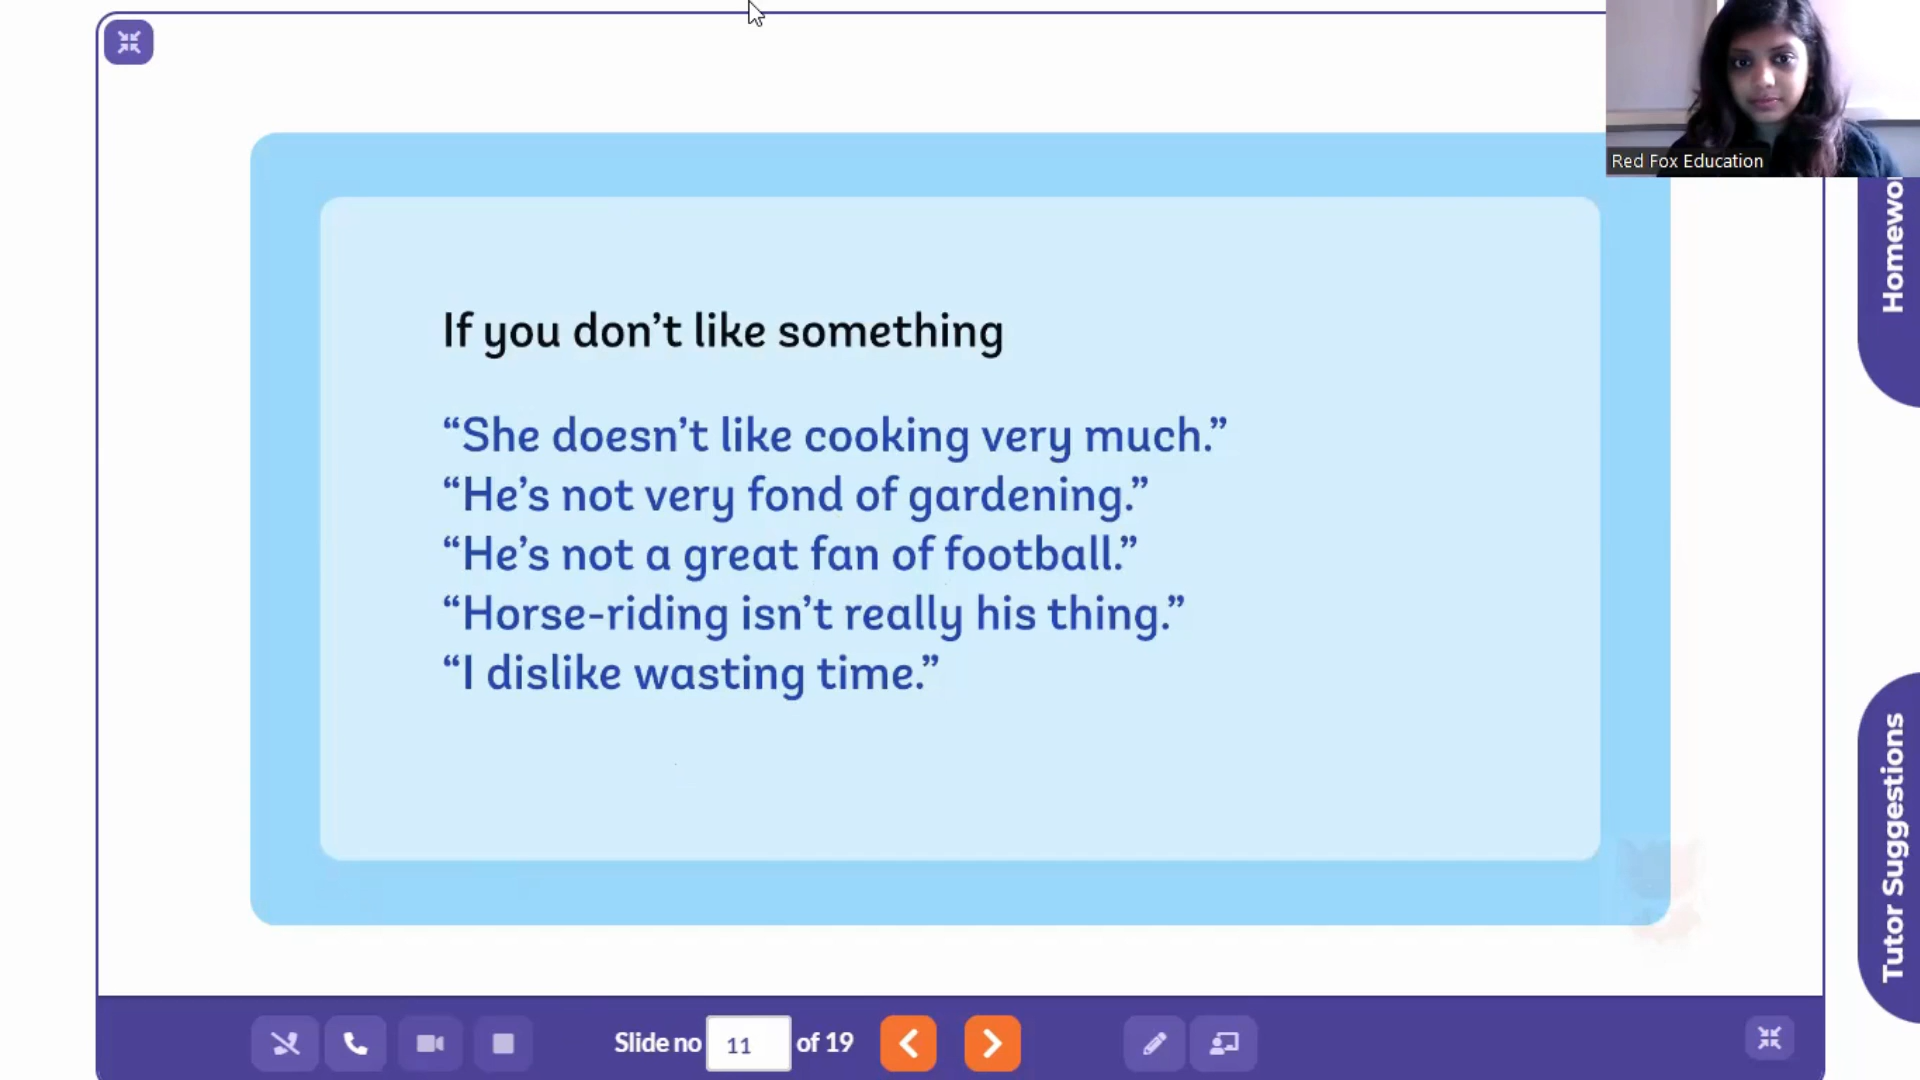 Red Fox Education
If you don’t like something
“She doesn’t like cooking very much.”
“He’s not very fond of gardening.”
“He’s not a great fan of football.”
“Horse-riding isn’t really his thing.”
“I dislike wasting time.”
Tutor Suggestions
Slide no 11 of 19